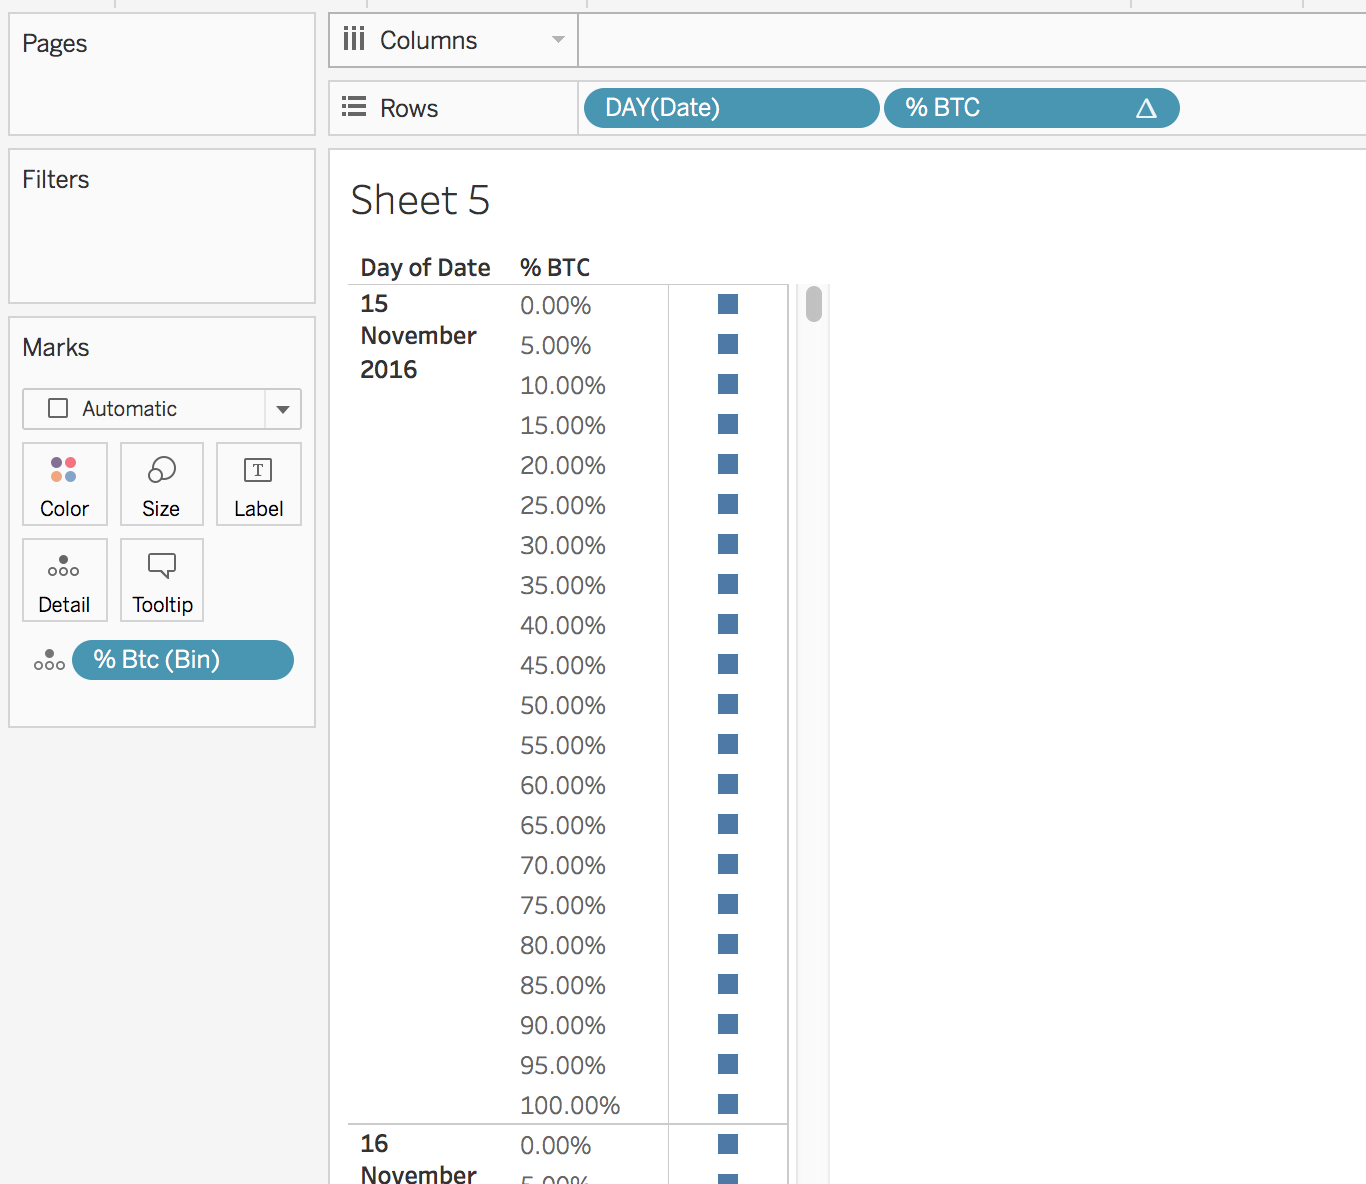 Pages
Columns
Rows
DAY(Date)
% BTC
Filters
Sheet 5
Day of Date
% BTC
15
November
2016
0.00%
5.00%
10.00%
15.00%
20.00%
25.00%
30.00%
35.00%
40.00%
45.00%
50.00%
55.00%
60.00%
65.00%
70.00%
75.00%
80.00%
85.00%
90.00%
95.00%
100.00%
16
November
0.00%
5.00%
Marks
Automatic
Color
Size
T
Label
Detail
Tooltip
% Btc (Bin)